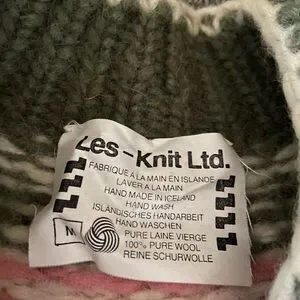 Les-Knit Ltd.
FABRIQUE A LA MAIN EN ISLANDE
LAVER A LA MAIN
HAND MADE IN ICELAND
HAND WASH
ISLÄNDISCHES HANDARBEIT
HAND WASCHEN
PURE LAINE VIERGE
100% PURE WOOL
REINE SCHURWOLLE
M